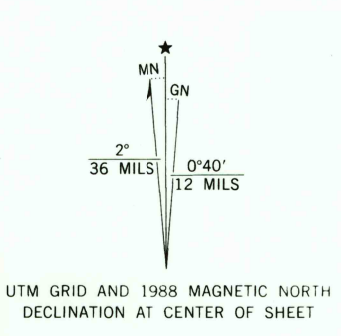 ★
MN
GN
2°
36 MILS
0°40′
12 MILS
UTM GRID AND 1988 MAGNETIC NORTH
DECLINATION AT CENTER OF SHEET